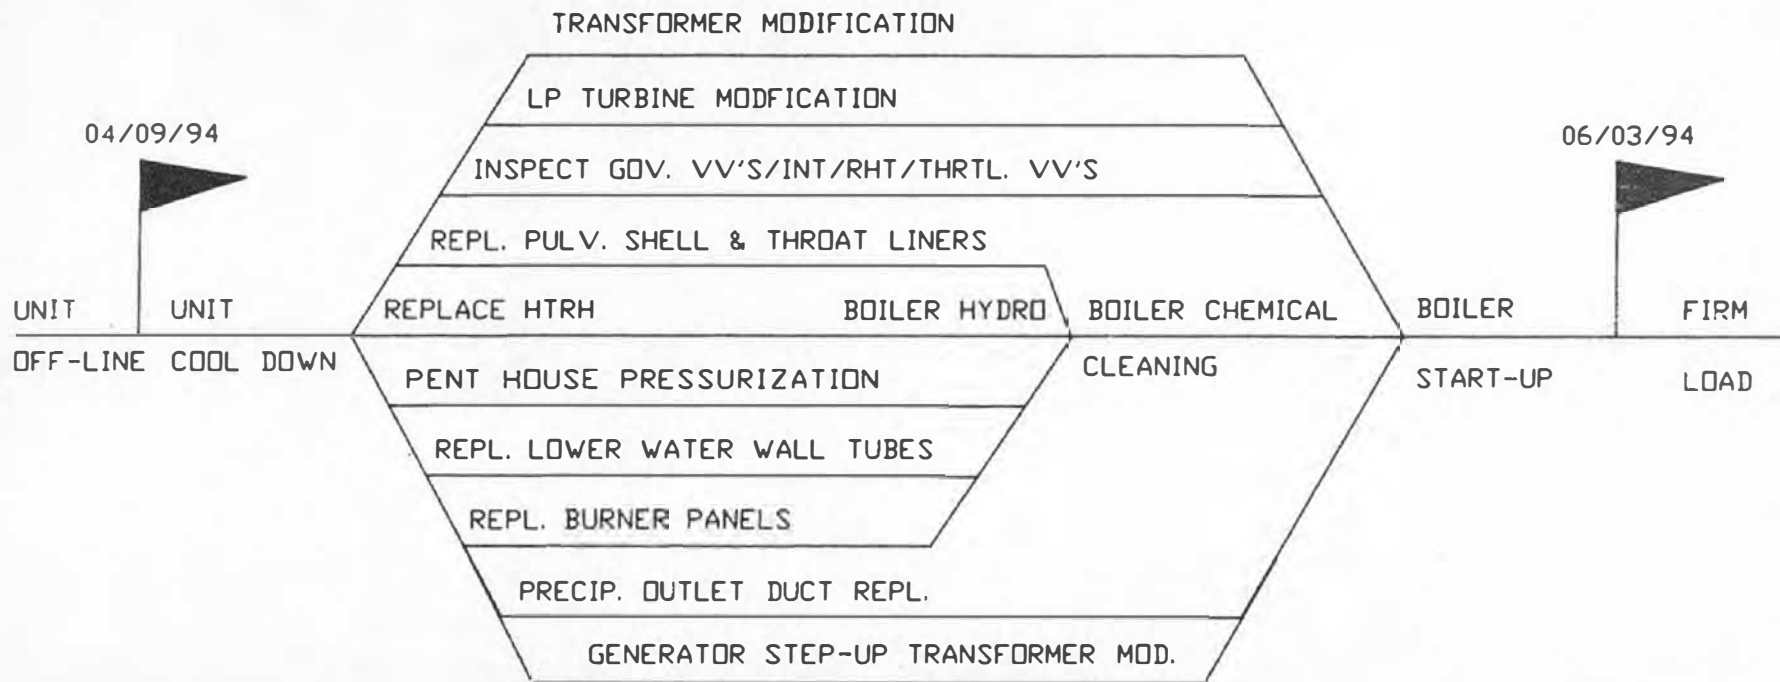 TRANSFORMER MODIFICATION
LP TURBINE MODFICATION
04/09/94
06/03/94
INSPECT GOV. VV'S/INT/RHT/THRTL. VV'S
REPL. PULV. SHELL & THROAT LINERS
UNIT
UNIT
REPLACE HTRH
BOILER HYDRO
BOILER CHEMICAL
BOILER
FIRM
OFF-LINE
COOL DOWN
PENT HOUSE PRESSURIZATION
CLEANING
START-UP
LOAD
REPL. LOWER WATER WALL TUBES
REPL. BURNER PANELS
PRECIP. OUTLET DUCT REPL.
GENERATOR STEP-UP TRANSFORMER MOD.